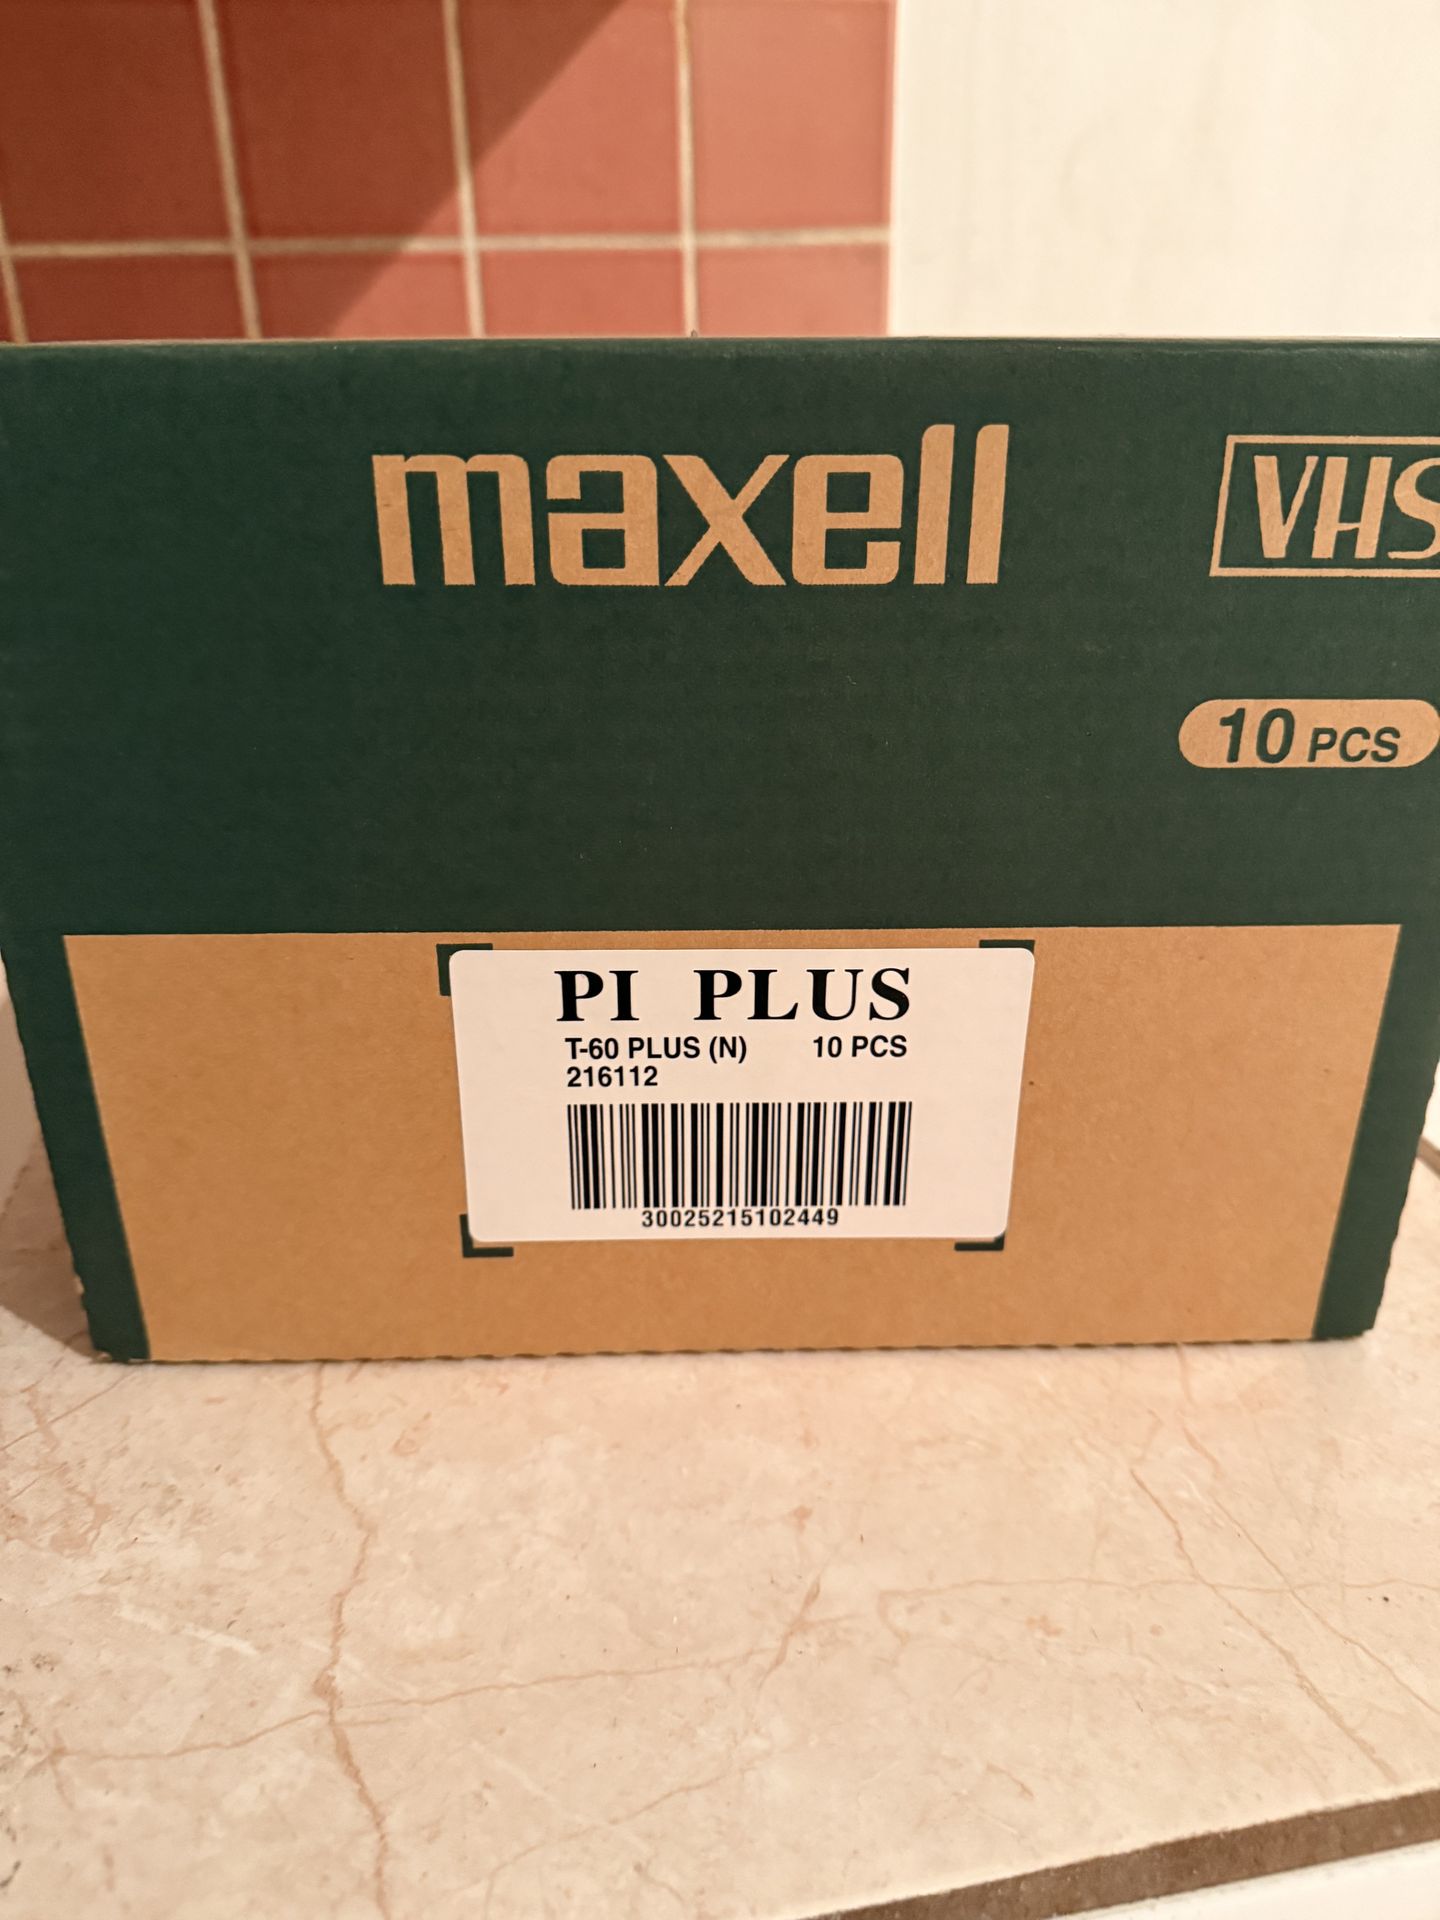 maxell
VHS
10 PCS
PI PLUS
T-60 PLUS (N) 10 PCS
216112
30025215102449